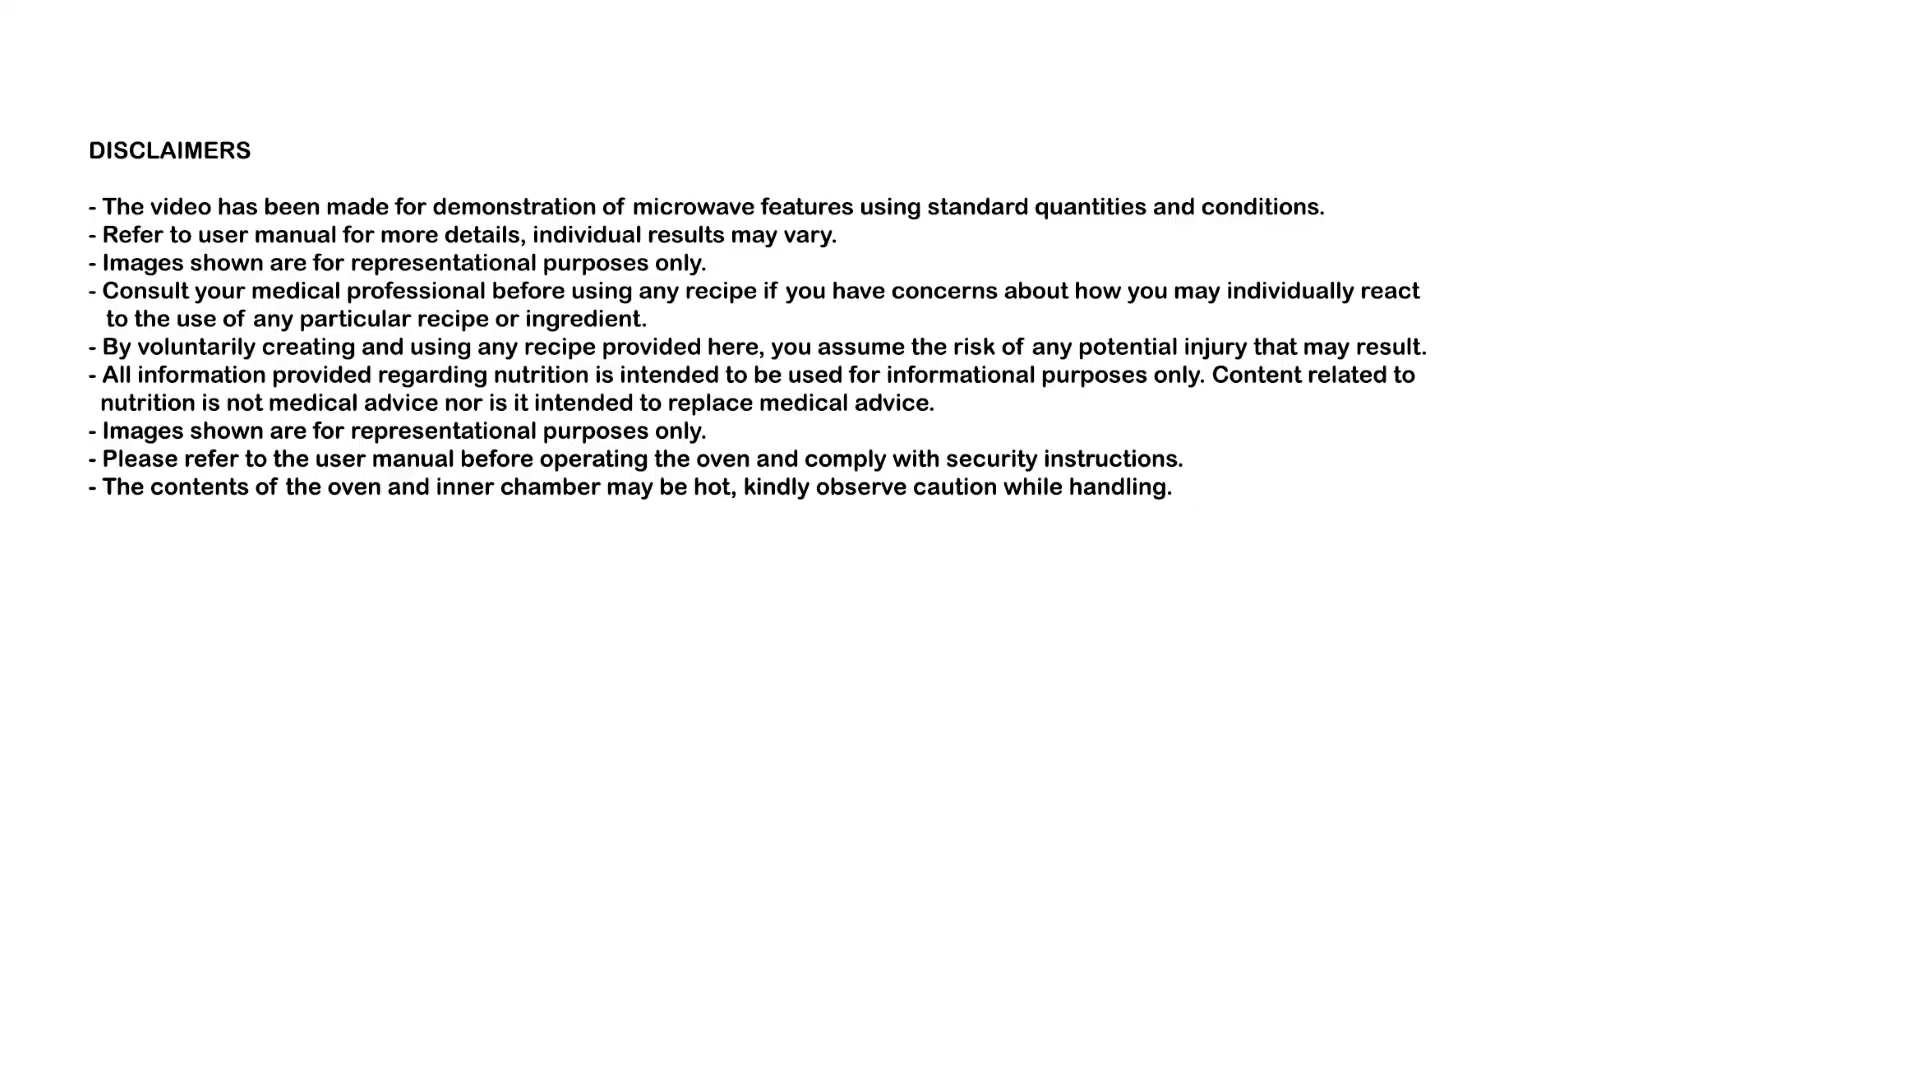 DISCLAIMERS
- The video has been made for demonstration of microwave features using standard quantities and conditions.
- Refer to user manual for more details, individual results may vary.
- Images shown are for representational purposes only.
- Consult your medical professional before using any recipe if you have concerns about how you may individually react
to the use of any particular recipe or ingredient.
- By voluntarily creating and using any recipe provided here, you assume the risk of any potential injury that may result.
- All information provided regarding nutrition is intended to be used for informational purposes only. Content related to
nutrition is not medical advice nor is it intended to replace medical advice.
- Images shown are for representational purposes only.
- Please refer to the user manual before operating the oven and comply with security instructions.
- The contents of the oven and inner chamber may be hot, kindly observe caution while handling.